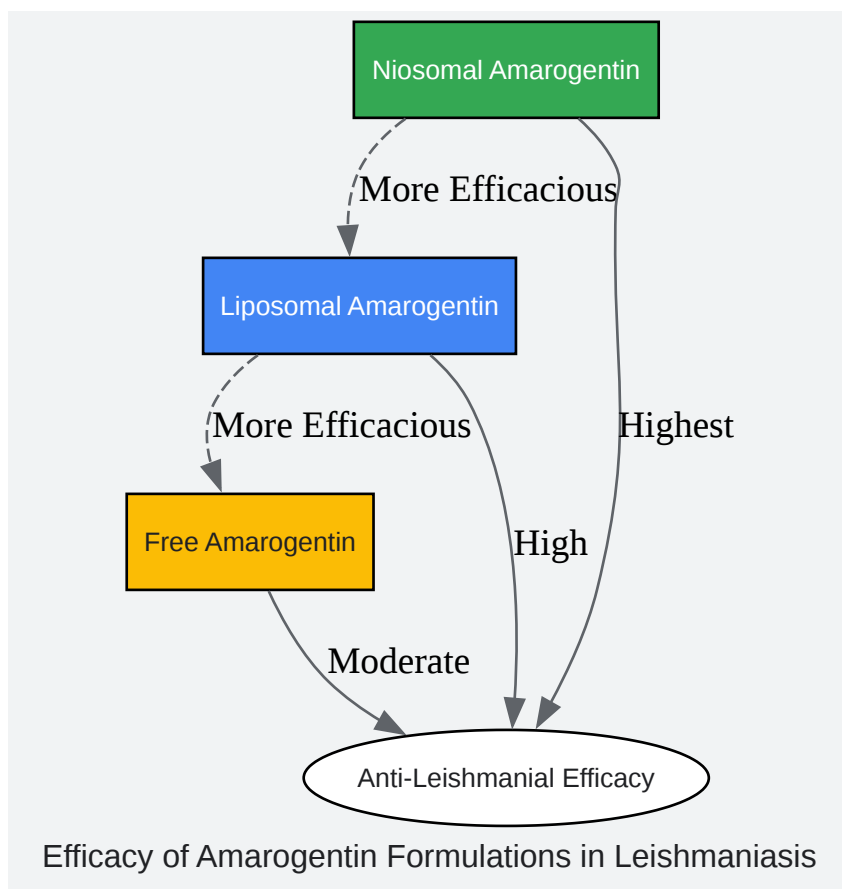 Niosomal Amarogentin
More Efficacious
Liposomal Amarogentin
More Efficacious
Highest
Free Amarogentin
High
Moderate
Anti-Leishmanial Efficacy
Efficacy of Amarogentin Formulations in Leishmaniasis